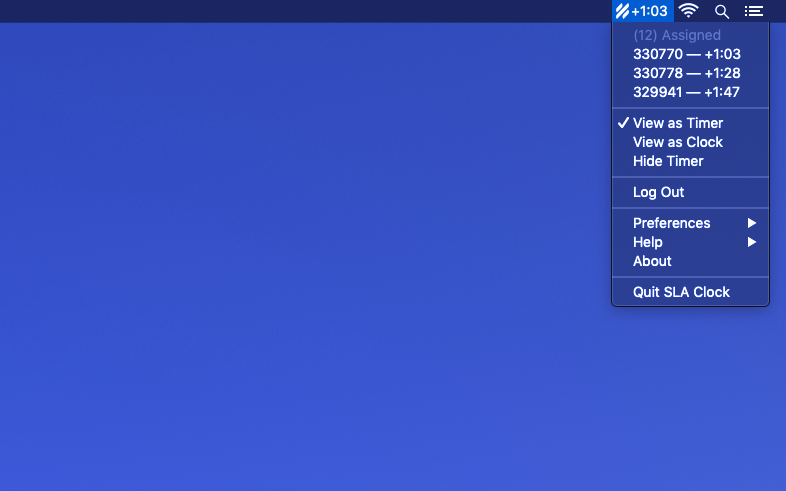 +1:03
(12) Assigned
330770 — +1:03
330778 — +1:28
329941 — +1:47
View as Timer
View as Clock
Hide Timer
Log Out
Preferences
Help
About
Quit SLA Clock